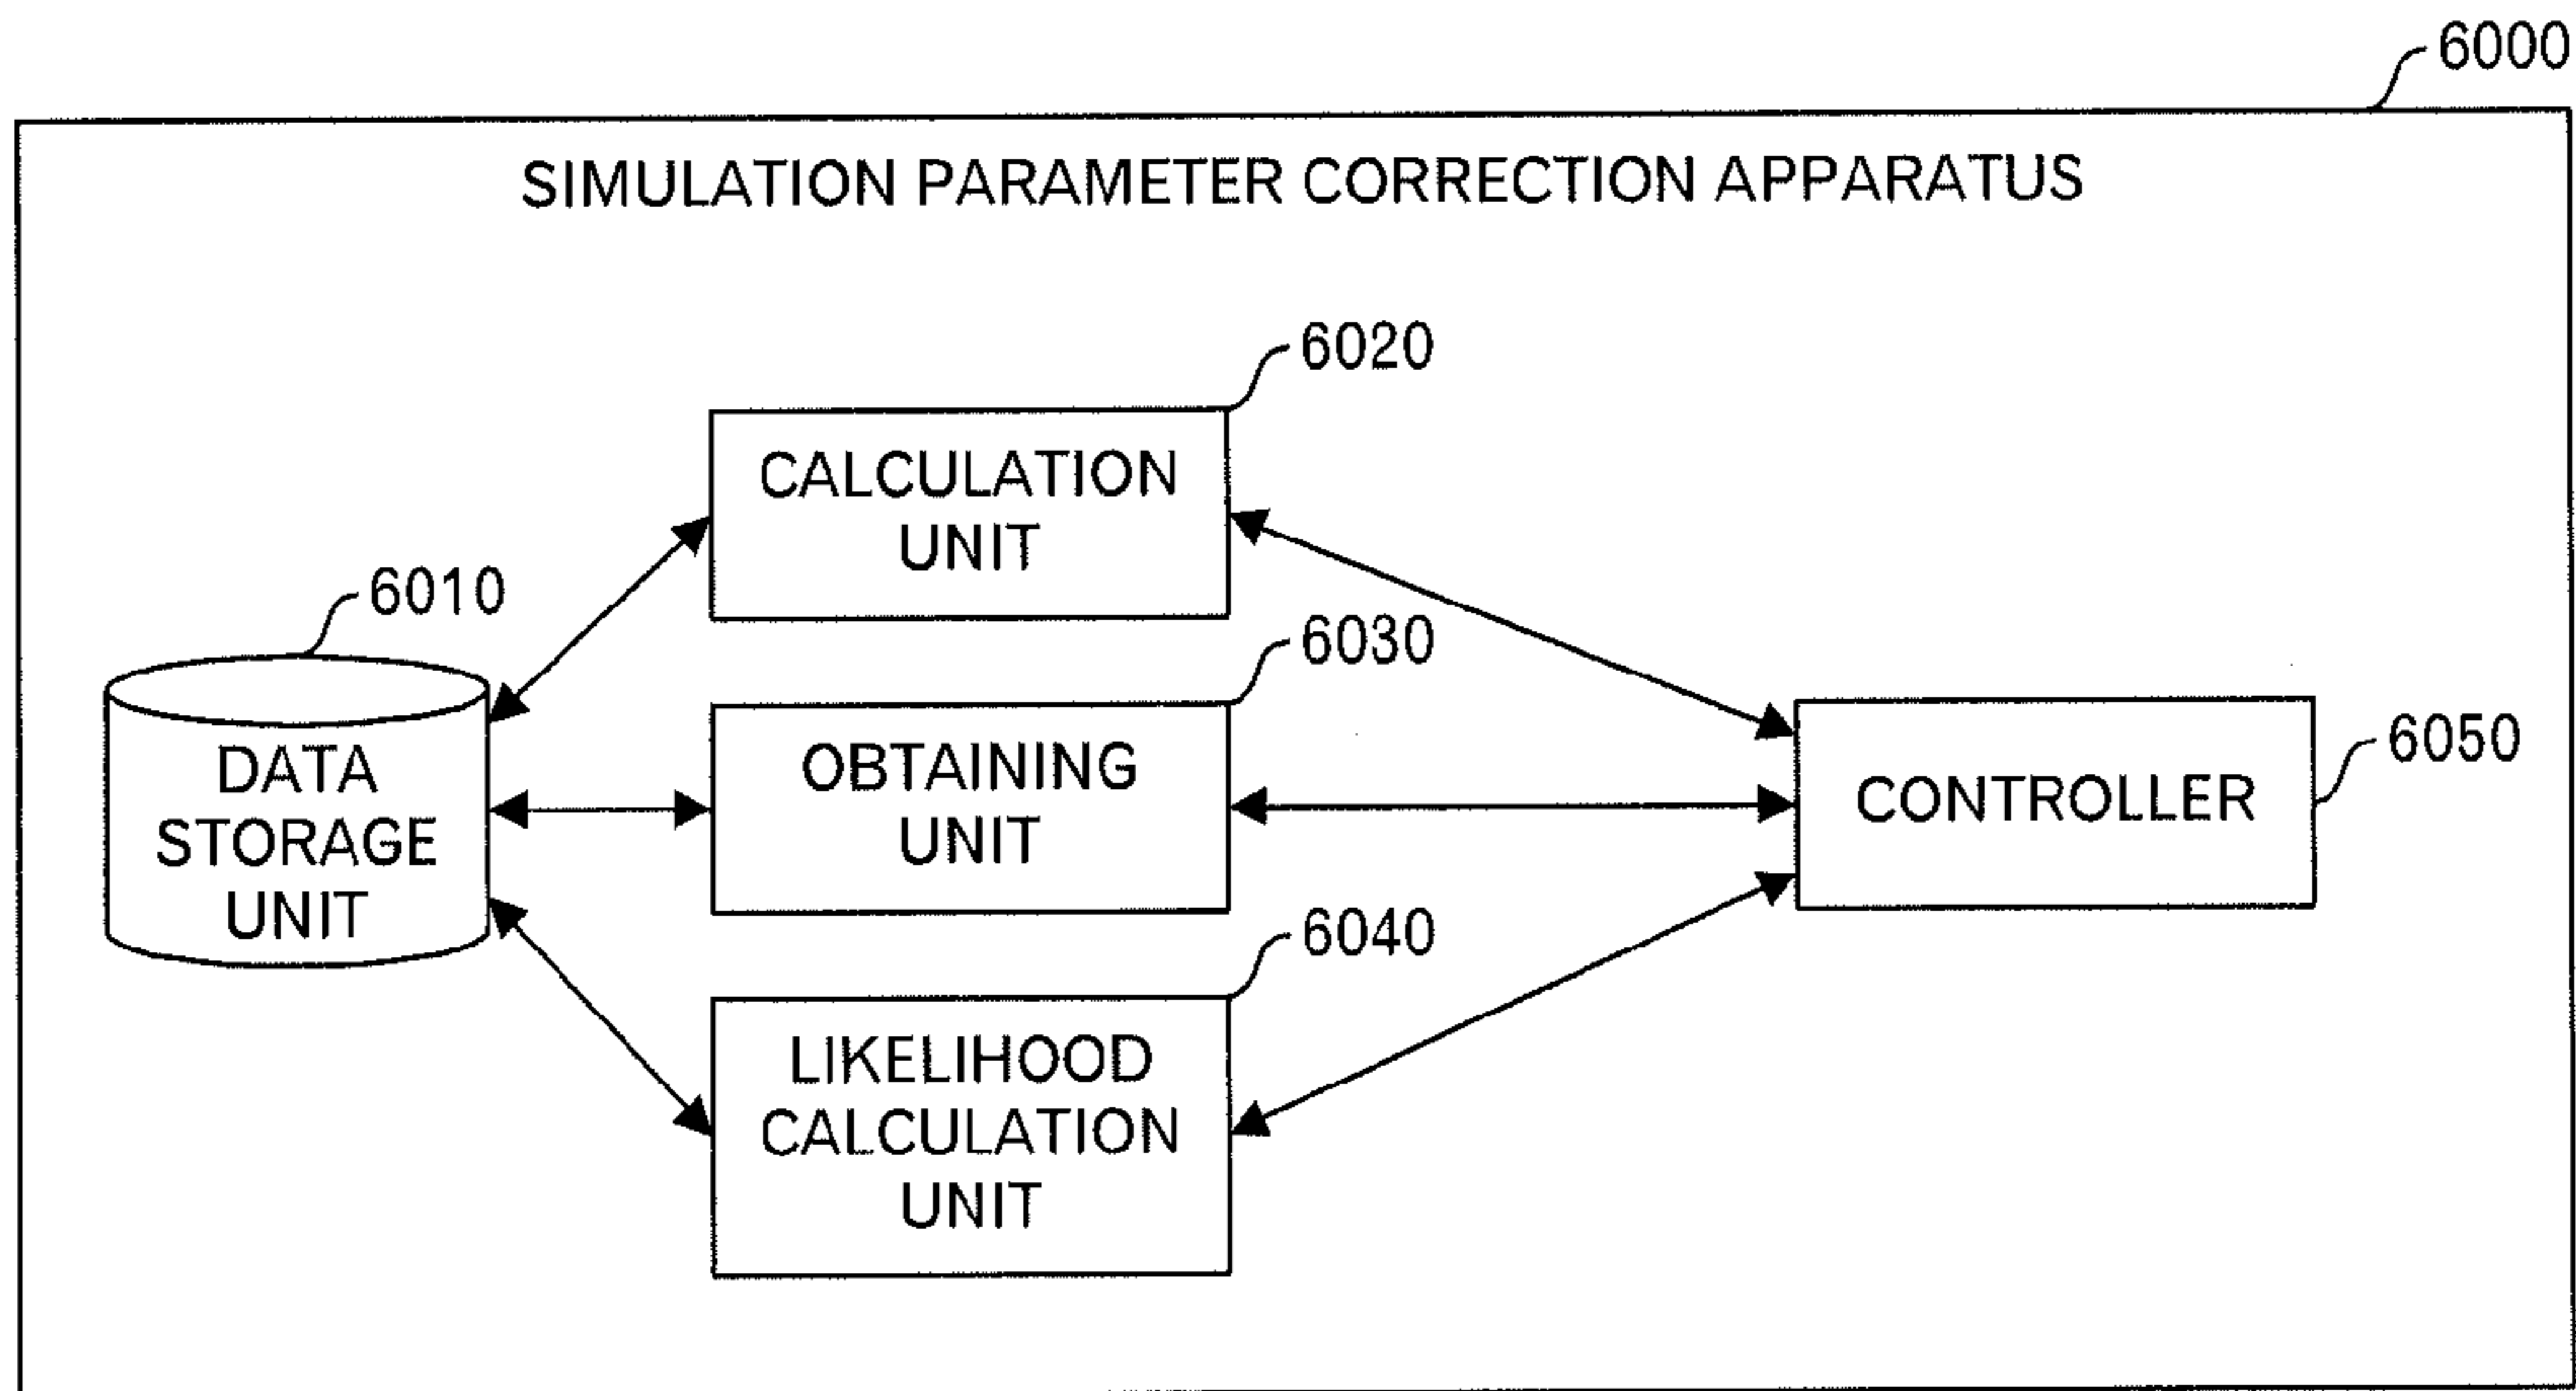 6000
SIMULATION PARAMETER CORRECTION APPARATUS
6020
CALCULATION
UNIT
6010
DATA
STORAGE
UNIT
6030
OBTAINING
UNIT
6040
LIKELIHOOD
CALCULATION
UNIT
CONTROLLER
6050